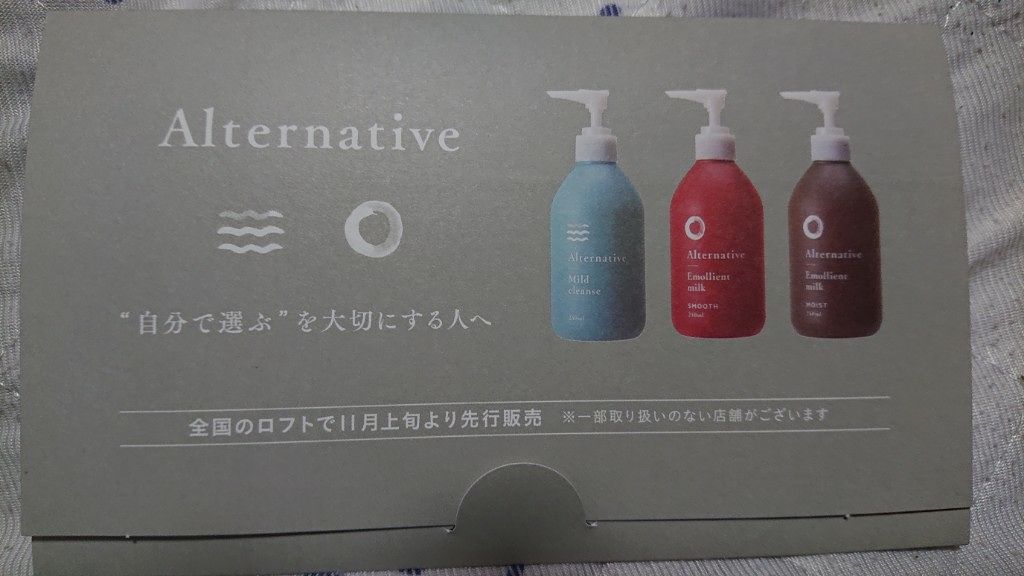 Alternative
“自分で選ぶ”を大切にする人へ
Alternative
Mild
cleanse
250ml
Alternative
Emollient
milk
SMOOTH
250ml
Alternative
Emollient
milk
MOIST
250ml
全国のロフトで11月上旬より先行販売 ※一部取り扱いのない店舗がございます